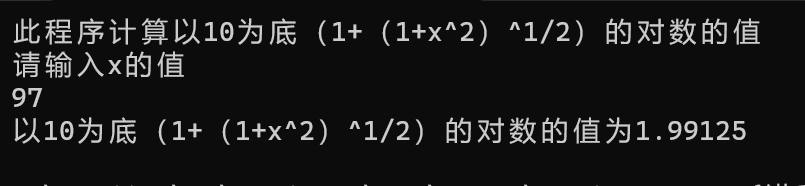 此程序计算以10为底（1+（1+x^2）^1/2）的对数的值
请输入x的值
97
以10为底（1+（1+x^2）^1/2）的对数的值为1.99125